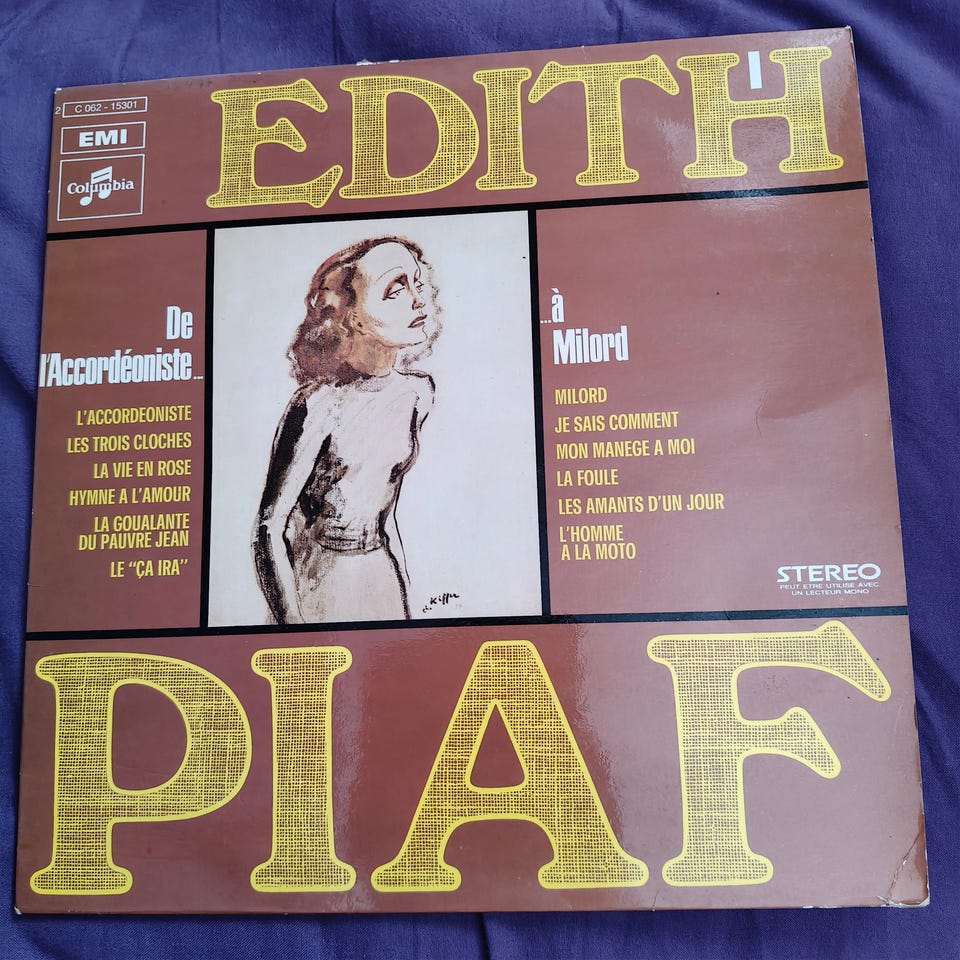 2 C 062 - 15301
EMI
Columbia
EDITH
I
De
l'Accordéoniste...
L'ACCORDEONISTE
LES TROIS CLOCHES
LA VIE EN ROSE
HYMNE A L'AMOUR
LA GOUALANTE
DU PAUVRE JEAN
LE "ÇA IRA"
...à
Milord
MILORD
JE SAIS COMMENT
MON MANEGE A MOI
LA FOULE
LES AMANTS D'UN JOUR
L'HOMME
A LA MOTO
STEREO
PEUT ETRE UTILISE AVEC
UN LECTEUR MONO
PIAF